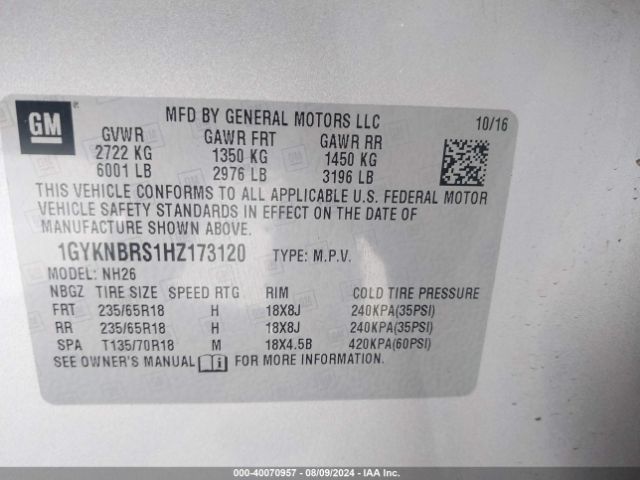 GM
MFD BY GENERAL MOTORS LLC
10/16
GVWR GAWR FRT GAWR RR
2722 KG 1350 KG 1450 KG
6001 LB 2976 LB 3196 LB
THIS VEHICLE CONFORMS TO ALL APPLICABLE U.S. FEDERAL MOTOR
VEHICLE SAFETY STANDARDS IN EFFECT ON THE DATE OF
MANUFACTURE SHOWN ABOVE.
1GYKNBRS1HZ173120 TYPE: M.P.V.
MODEL: NH26
NBGZ TIRE SIZE SPEED RTG RIM COLD TIRE PRESSURE
FRT 235/65R18 H 18X8J 240KPA(35PSI)
RR 235/65R18 H 18X8J 240KPA(35PSI)
SPA T135/70R18 M 18X4.5B 420KPA(60PSI)
SEE OWNER'S MANUAL FOR MORE INFORMATION.
000-40070957 - 08/09/2024 - IAAI.COM